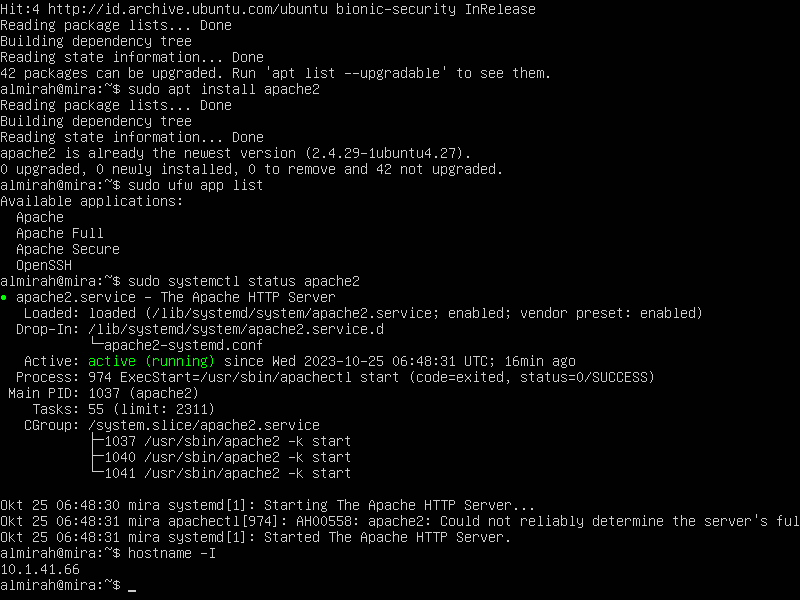 Hit:4 http://id.archive.ubuntu.com/ubuntu bionic-security InRelease
Reading package lists... Done
Building dependency tree
Reading state information... Done
42 packages can be upgraded. Run 'apt list --upgradable' to see them.
almirah@mira:~$ sudo apt install apache2
Reading package lists... Done
Building dependency tree
Reading state information... Done
apache2 is already the newest version (2.4.29-1ubuntu4.27).
0 upgraded, 0 newly installed, 0 to remove and 42 not upgraded.
almirah@mira:~$ sudo ufw app list
Available applications:
  Apache
  Apache Full
  Apache Secure
  OpenSSH
almirah@mira:~$ sudo systemctl status apache2
● apache2.service - The Apache HTTP Server
   Loaded: loaded (/lib/systemd/system/apache2.service; enabled; vendor preset: enabled)
  Drop-In: /lib/systemd/system/apache2.service.d
           └─apache2-systemd.conf
   Active: active (running) since Wed 2023-10-25 06:48:31 UTC; 16min ago
  Process: 974 ExecStart=/usr/sbin/apachectl start (code=exited, status=0/SUCCESS)
 Main PID: 1037 (apache2)
    Tasks: 55 (limit: 2311)
   CGroup: /system.slice/apache2.service
           ├─1037 /usr/sbin/apache2 -k start
           ├─1040 /usr/sbin/apache2 -k start
           └─1041 /usr/sbin/apache2 -k start

Okt 25 06:48:30 mira systemd[1]: Starting The Apache HTTP Server...
Okt 25 06:48:31 mira apachectl[974]: AH00558: apache2: Could not reliably determine the server's ful
Okt 25 06:48:31 mira systemd[1]: Started The Apache HTTP Server.
almirah@mira:~$ hostname -I
10.1.41.66
almirah@mira:~$ _